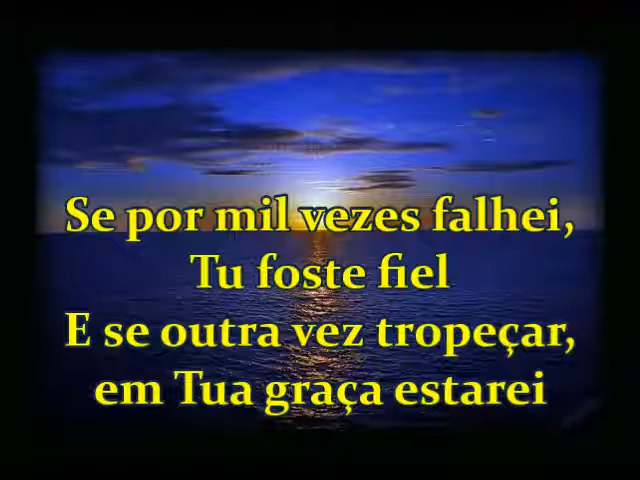 Se por mil vezes falhei,
Tu foste fiel
E se outra vez tropeçar,
em Tua graça estarei